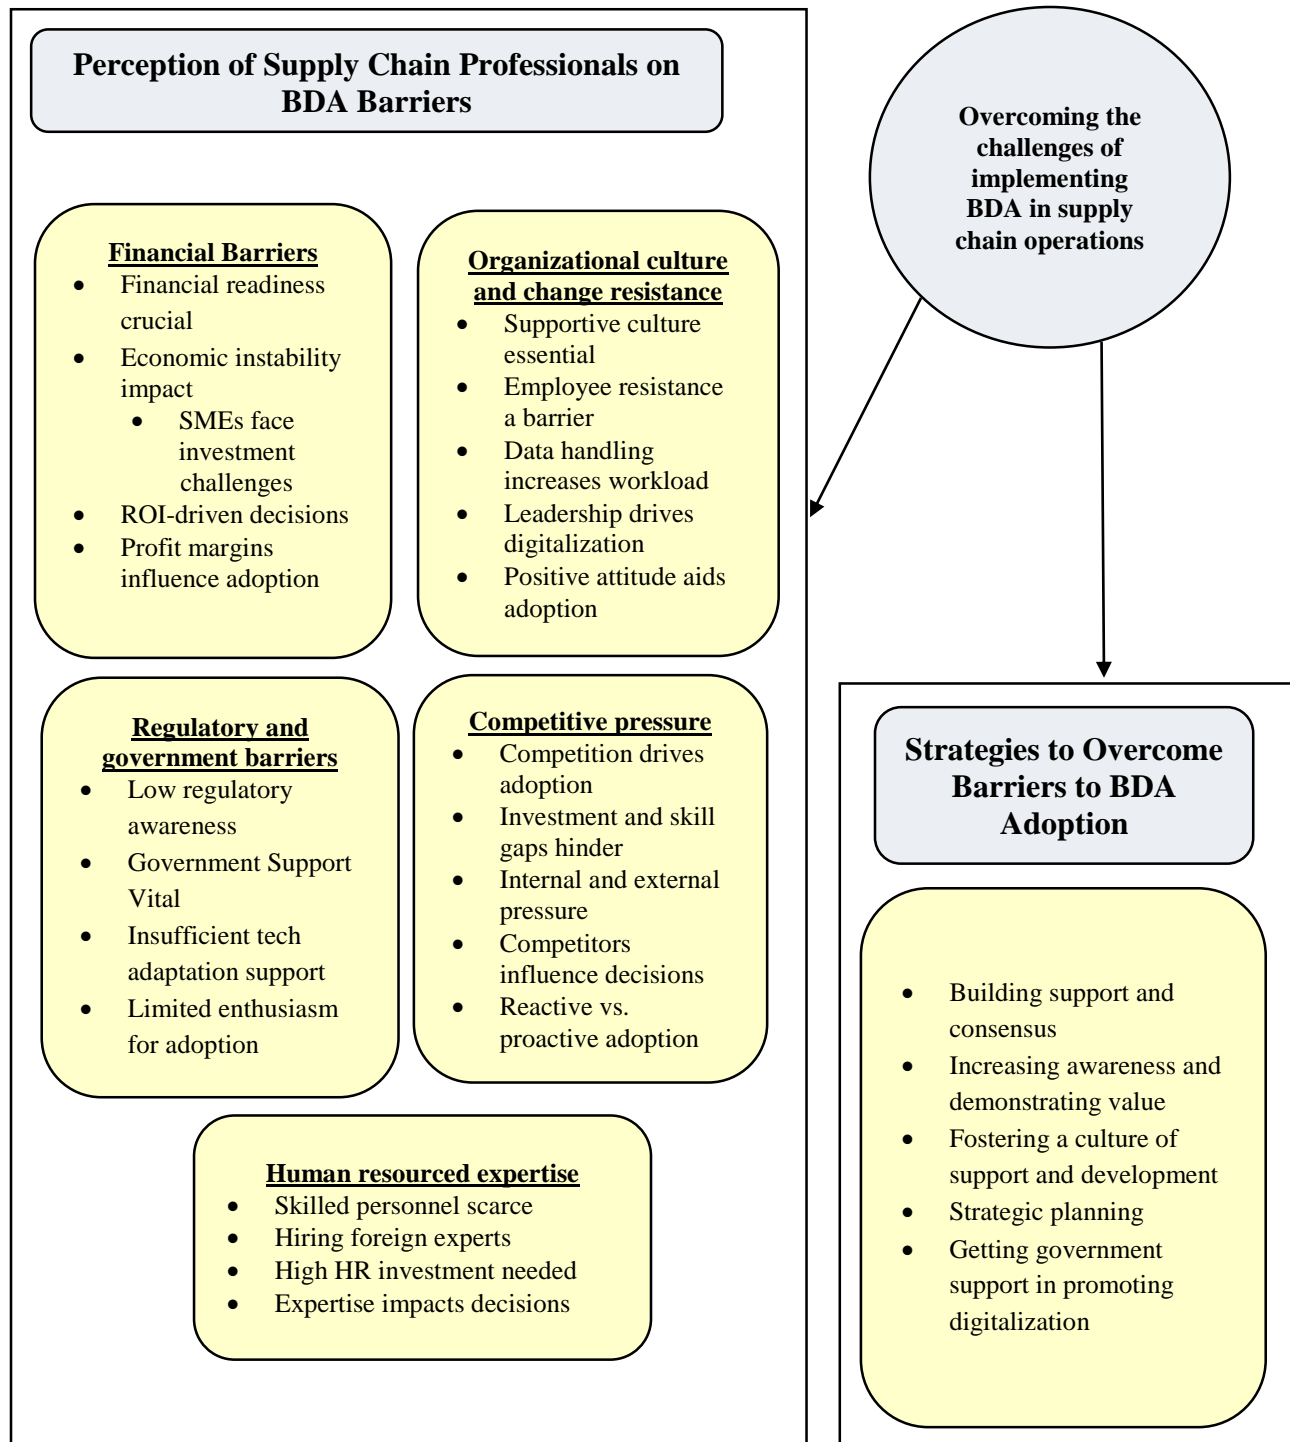 Perception of Supply Chain Professionals on
BDA Barriers
Overcoming the
challenges of
implementing
BDA in supply
chain operations
Financial Barriers
• Financial readiness
crucial
• Economic instability
impact
• SMEs face
investment
challenges
• ROI-driven decisions
• Profit margins
influence adoption
Organizational culture
and change resistance
• Supportive culture
essential
• Employee resistance
a barrier
• Data handling
increases workload
• Leadership drives
digitalization
• Positive attitude aids
adoption
Regulatory and
government barriers
• Low regulatory
awareness
• Government Support
Vital
• Insufficient tech
adaptation support
• Limited enthusiasm
for adoption
Competitive pressure
• Competition drives
adoption
• Investment and skill
gaps hinder
• Internal and external
pressure
• Competitors
influence decisions
• Reactive vs.
proactive adoption
Human resourced expertise
• Skilled personnel scarce
• Hiring foreign experts
• High HR investment needed
• Expertise impacts decisions
Strategies to Overcome
Barriers to BDA
Adoption
• Building support and
consensus
• Increasing awareness and
demonstrating value
• Fostering a culture of
support and development
• Strategic planning
• Getting government
support in promoting
digitalization